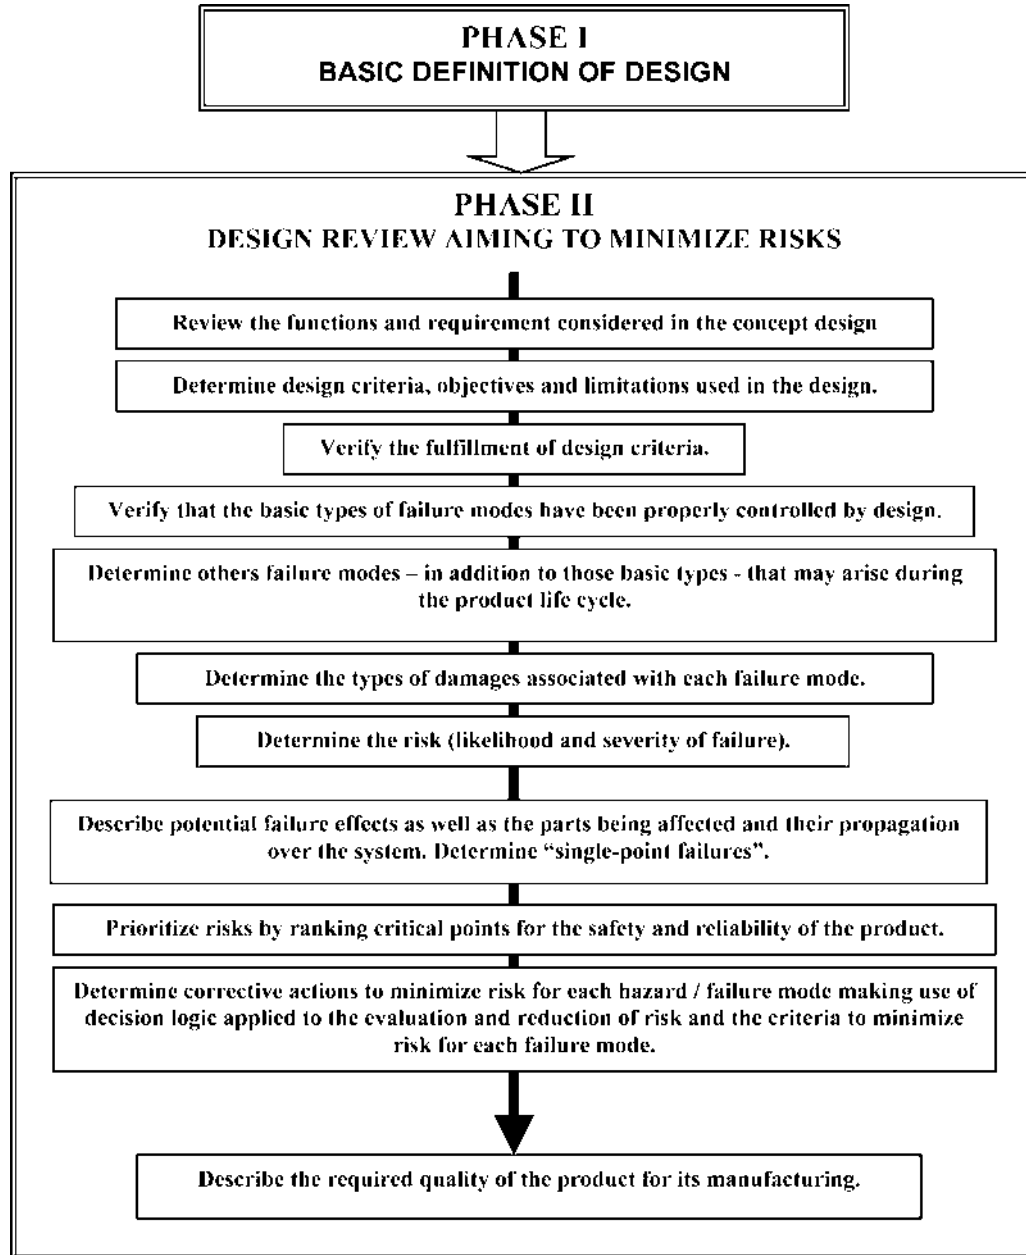 PHASE I
BASIC DEFINITION OF DESIGN
PHASE II
DESIGN REVIEW AIMING TO MINIMIZE RISKS
Review the functions and requirement considered in the concept design
Determine design criteria, objectives and limitations used in the design.
Verify the fulfillment of design criteria.
Verify that the basic types of failure modes have been properly controlled by design.
Determine others failure modes – in addition to those basic types - that may arise during
the product life cycle.
Determine the types of damages associated with each failure mode.
Determine the risk (likelihood and severity of failure).
Describe potential failure effects as well as the parts being affected and their propagation
over the system. Determine “single-point failures”.
Prioritize risks by ranking critical points for the safety and reliability of the product.
Determine corrective actions to minimize risk for each hazard / failure mode making use of
decision logic applied to the evaluation and reduction of risk and the criteria to minimize
risk for each failure mode.
Describe the required quality of the product for its manufacturing.